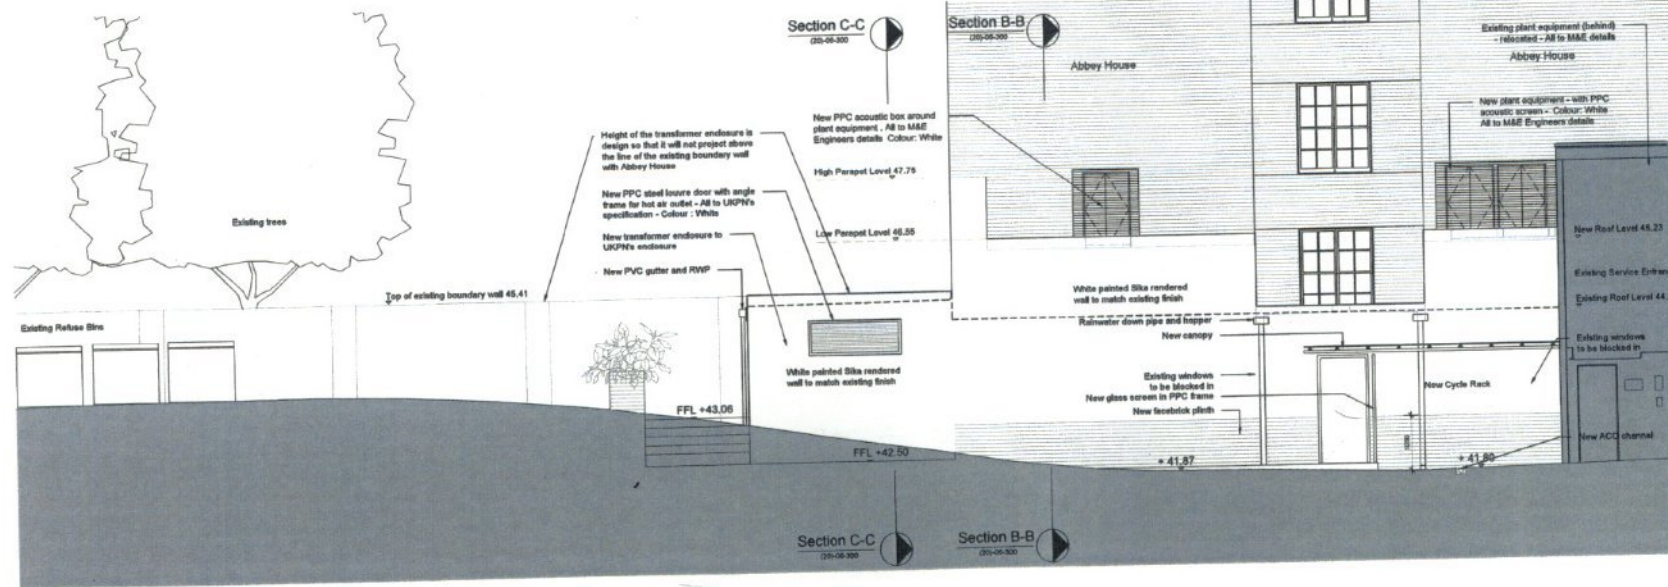 Section C-C
(20)-06-300
Section B-B
(20)-06-300
Abbey House
Existing plant equipment (behind)
- relocated - All to M&E details
Abbey House
New plant equipment - with PPC
acoustic screen - Colour: White
All to M&E Engineers details
New PPC acoustic box around
plant equipment . All to M&E
Engineers details Colour: White
Height of the transformer enclosure is
design so that it will not project above
the line of the existing boundary wall
with Abbey House
High Parapet Level 47.75
New PPC steel louvre door with angle
frame for hot air outlet - All to UKPN's
specification - Colour : White
Existing trees
New transformer enclosure to
UKPN's enclosure
Low Parapet Level 46.55
New Roof Level 46.23
New PVC gutter and RWP
Existing Service Entran
Top of existing boundary wall 45.41
White painted Sika rendered
wall to match existing finish
Existing Roof Level 44.
Existing Refuse Bins
Rainwater down pipe and hopper
New canopy
Existing windows
to be blocked in
White painted Sika rendered
wall to match existing finish
Existing windows
to be blocked in
New glass screen in PPC frame
New facebrick plinth
New Cycle Rack
FFL +43.06
New ACO channel
FFL +42.50
+ 41.87
+ 41.80
Section C-C
(20)-06-300
Section B-B
(20)-06-300